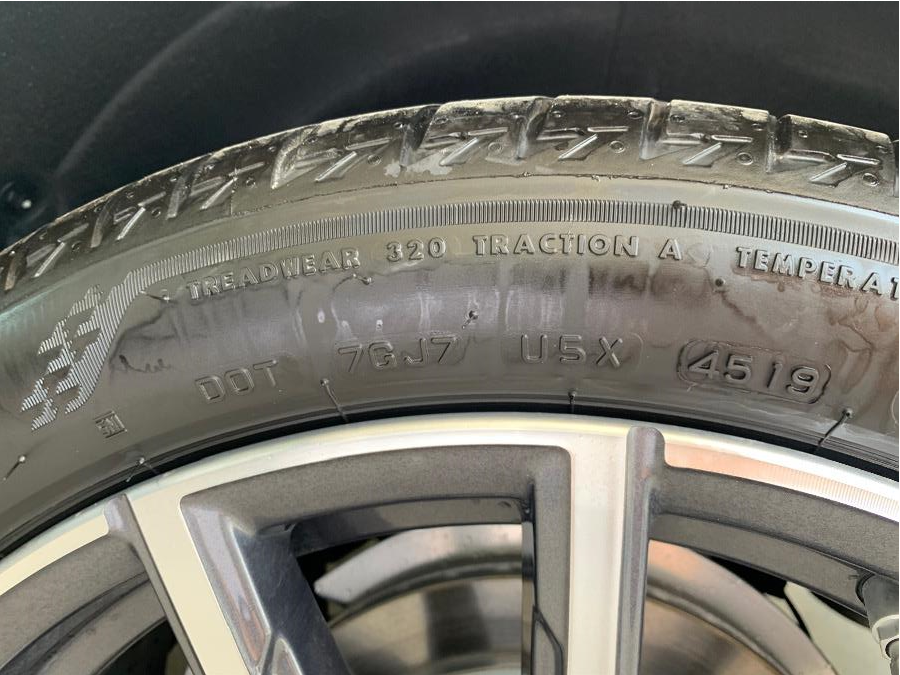 TREADWEAR 320 TRACTION A TEMPERAT
DOT 7GJ7 U5X 4519